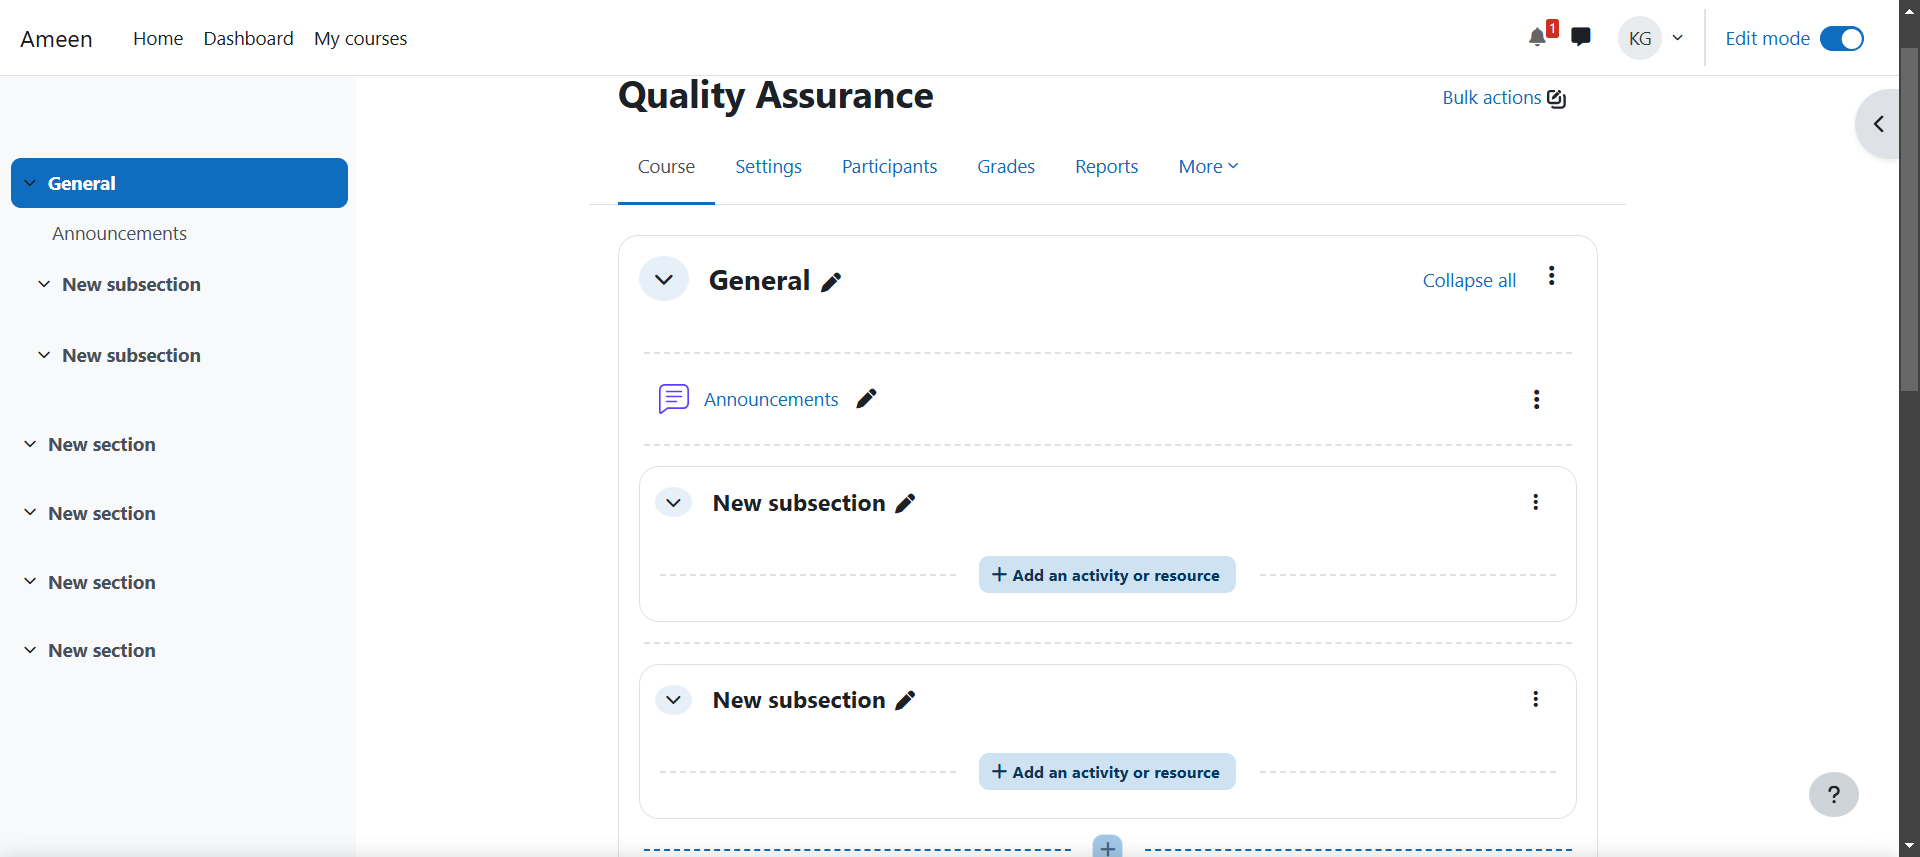 Ameen Home Dashboard My courses 1 KG Edit mode
Quality Assurance
Bulk actions
Course Settings Participants Grades Reports More
General
Announcements
New subsection
New subsection
New section
New section
New section
New section
General
Collapse all
Announcements
New subsection
+ Add an activity or resource
New subsection
+ Add an activity or resource
+
?